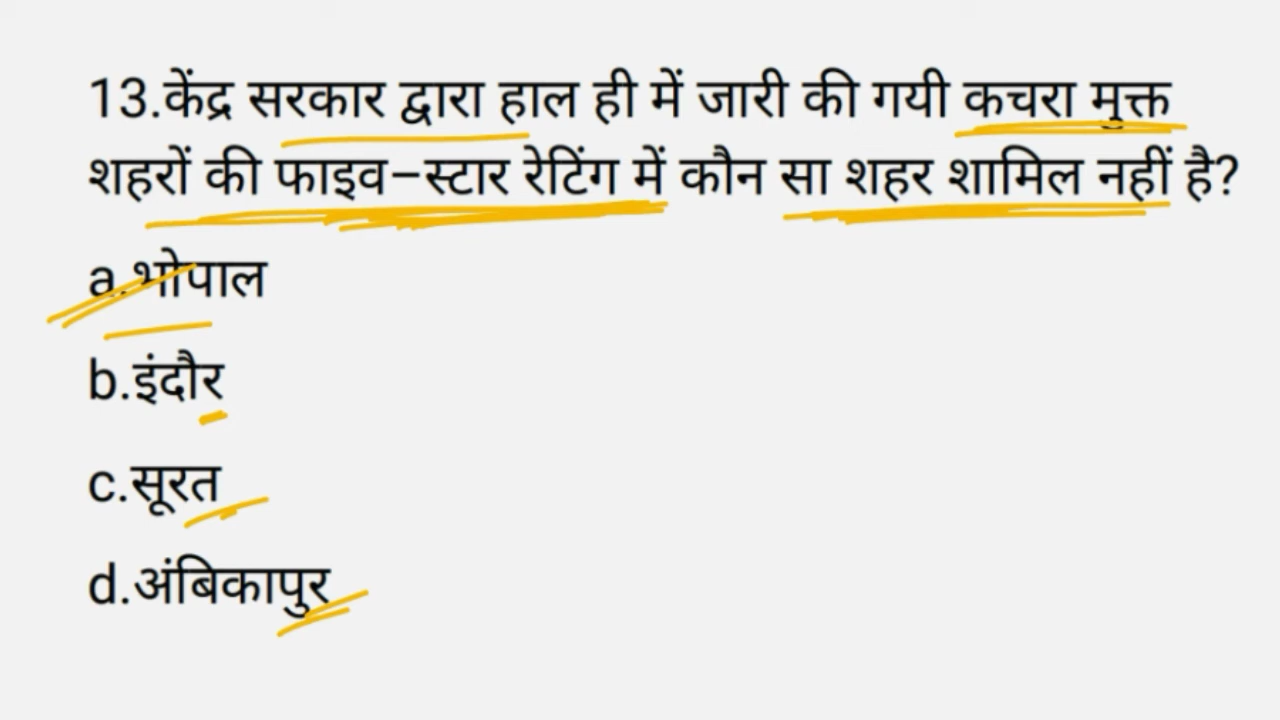 13.केंद्र सरकार द्वारा हाल ही में जारी की गयी कचरा मुक्त
शहरों की फाइव–स्टार रेटिंग में कौन सा शहर शामिल नहीं है?
a.भोपाल
b.इंदौर
c.सूरत
d.अंबिकापुर